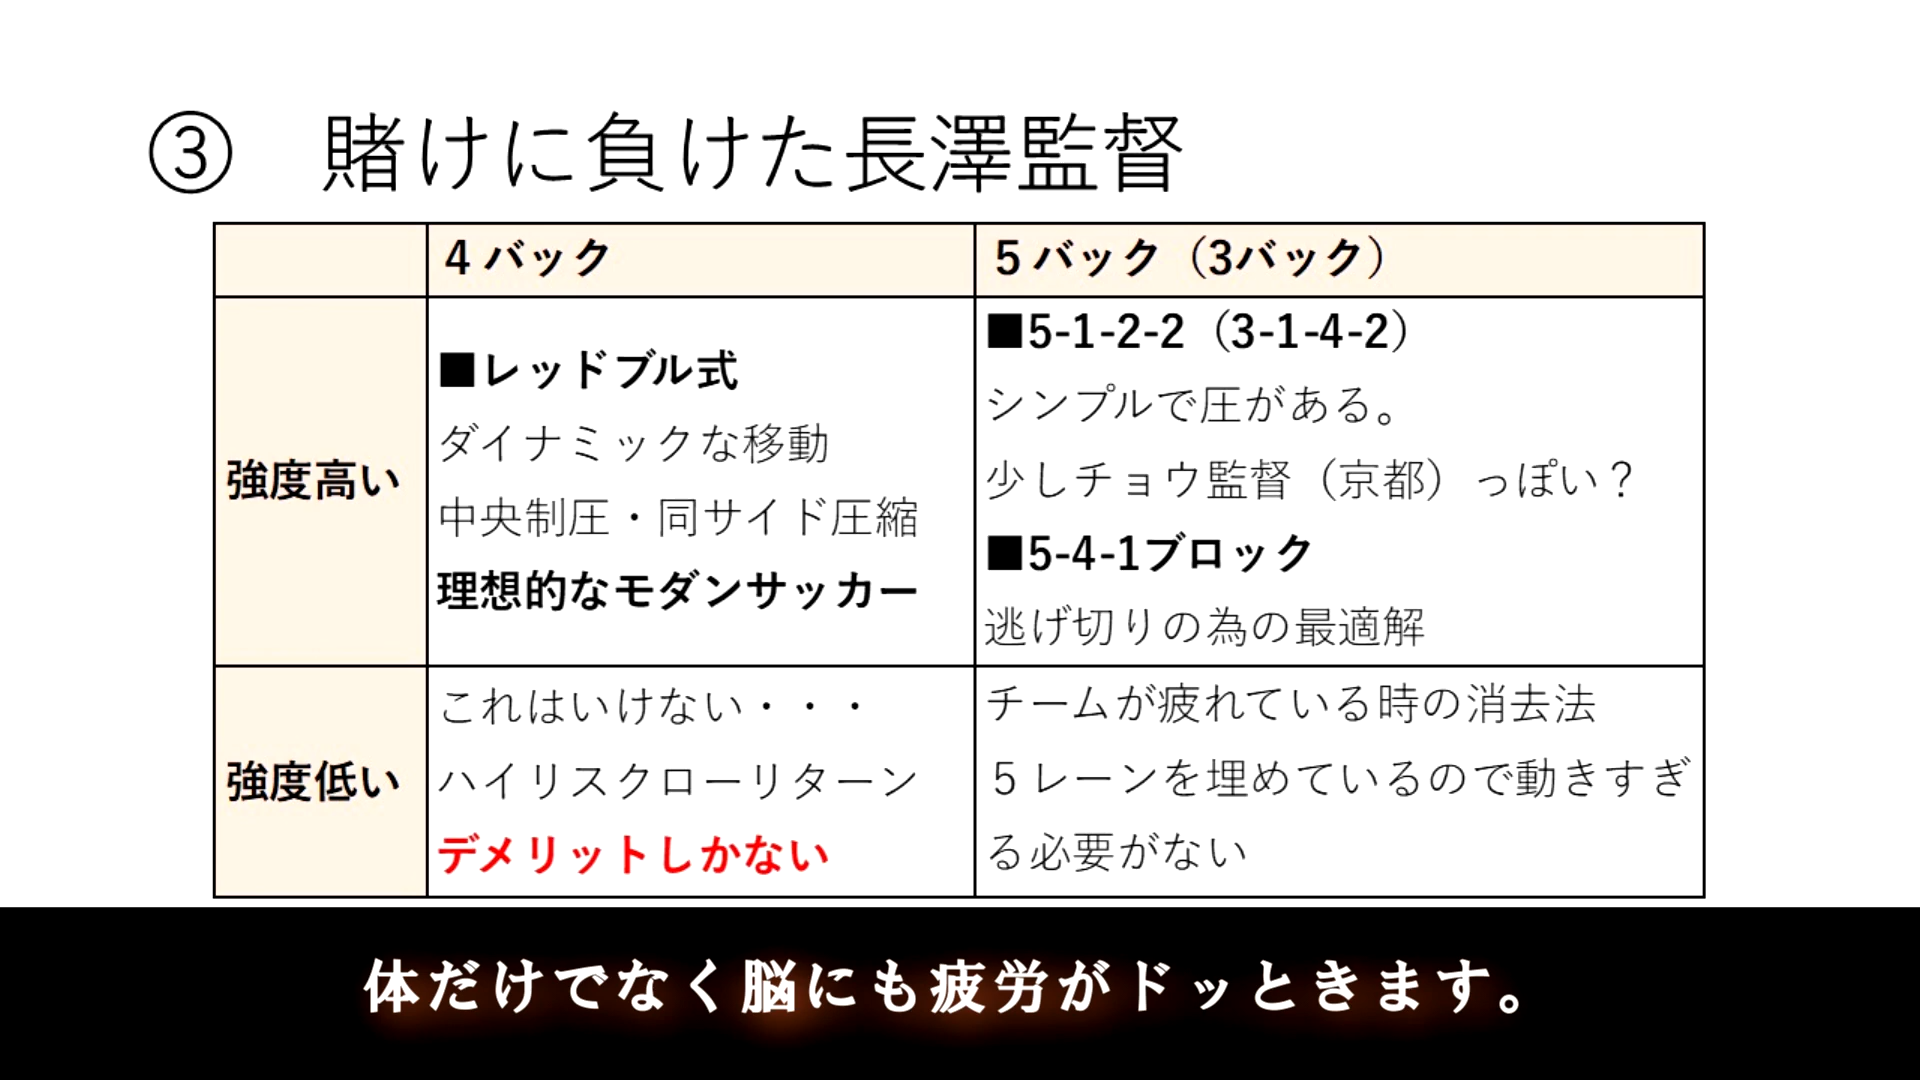 ③　賭けに負けた長澤監督
4 バック
5 バック（3バック）
強度高い
■レッドブル式
ダイナミックな移動
中央制圧・同サイド圧縮
理想的なモダンサッカー
■5-1-2-2（3-1-4-2）
シンプルで圧がある。
少しチョウ監督（京都）っぽい？
■5-4-1ブロック
逃げ切りの為の最適解
強度低い
これはいけない・・・
ハイリスクローリターン
デメリットしかない
チームが疲れている時の消去法
５レーンを埋めているので動きすぎ
る必要がない
体だけでなく脳にも疲労がドッときます。